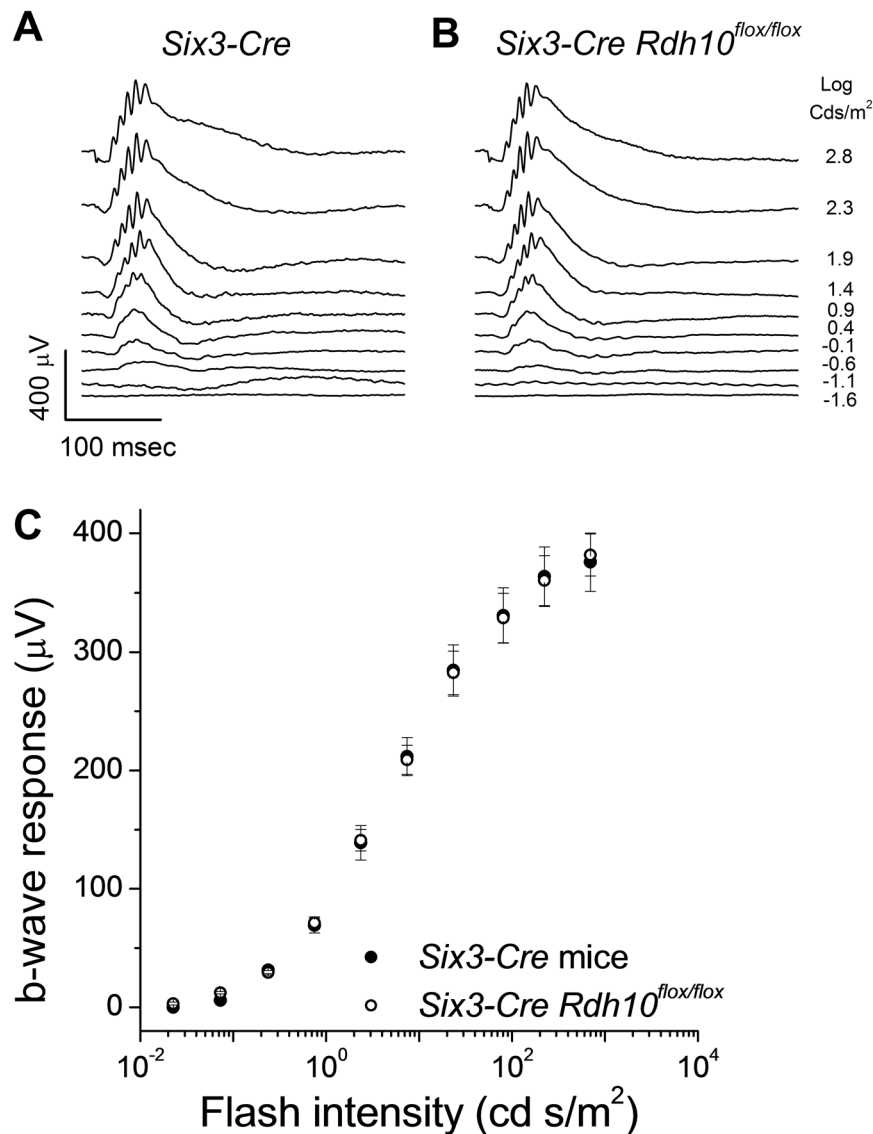 A
Six3-Cre
B
Six3-Cre Rdh10flox/flox
Log
Cds/m2
2.8
2.3
1.9
1.4
0.9
0.4
-0.1
-0.6
-1.1
-1.6
400 μV
100 msec
C
b-wave response (μV)
400
300
200
100
0
Six3-Cre mice
Six3-Cre Rdh10flox/flox
10-2 100 102 104
Flash intensity (cd s/m2)